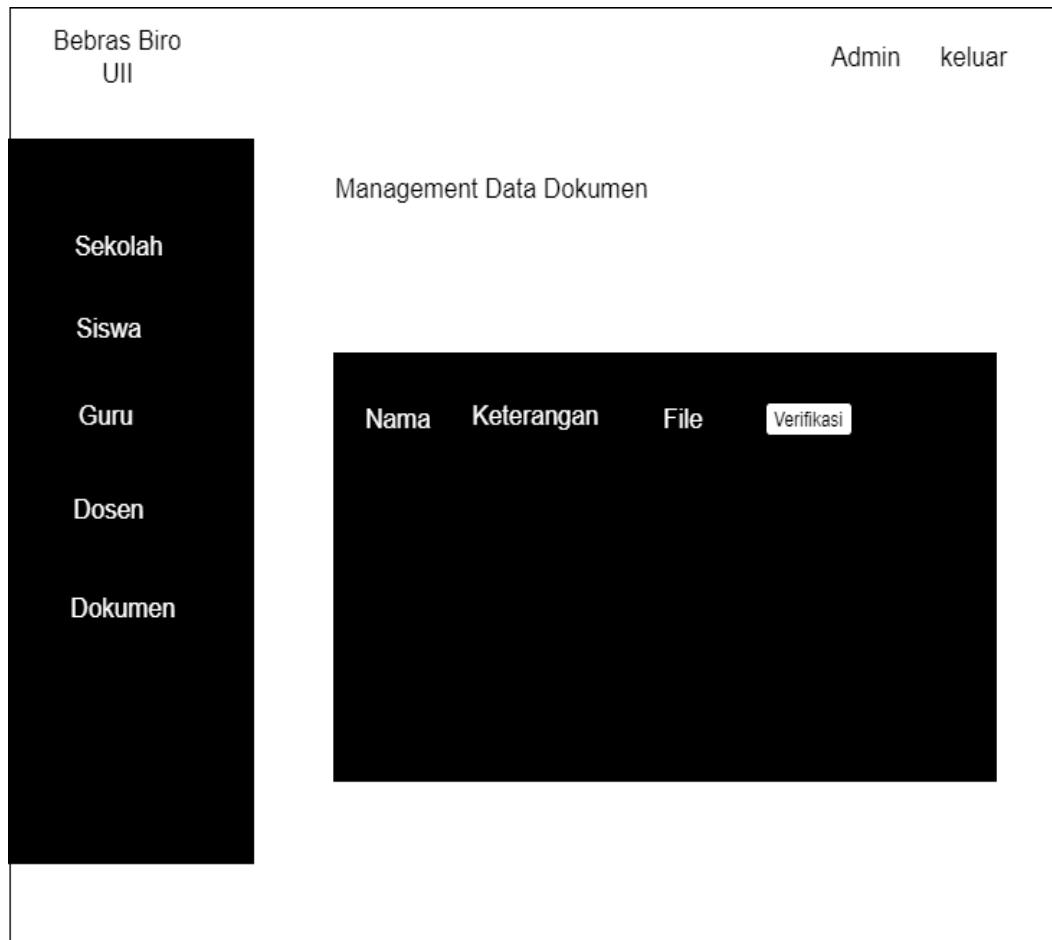 Bebras Biro
UII
Admin keluar
Management Data Dokumen
Sekolah
Siswa
Guru
Dosen
Dokumen
Nama Keterangan File Verifikasi